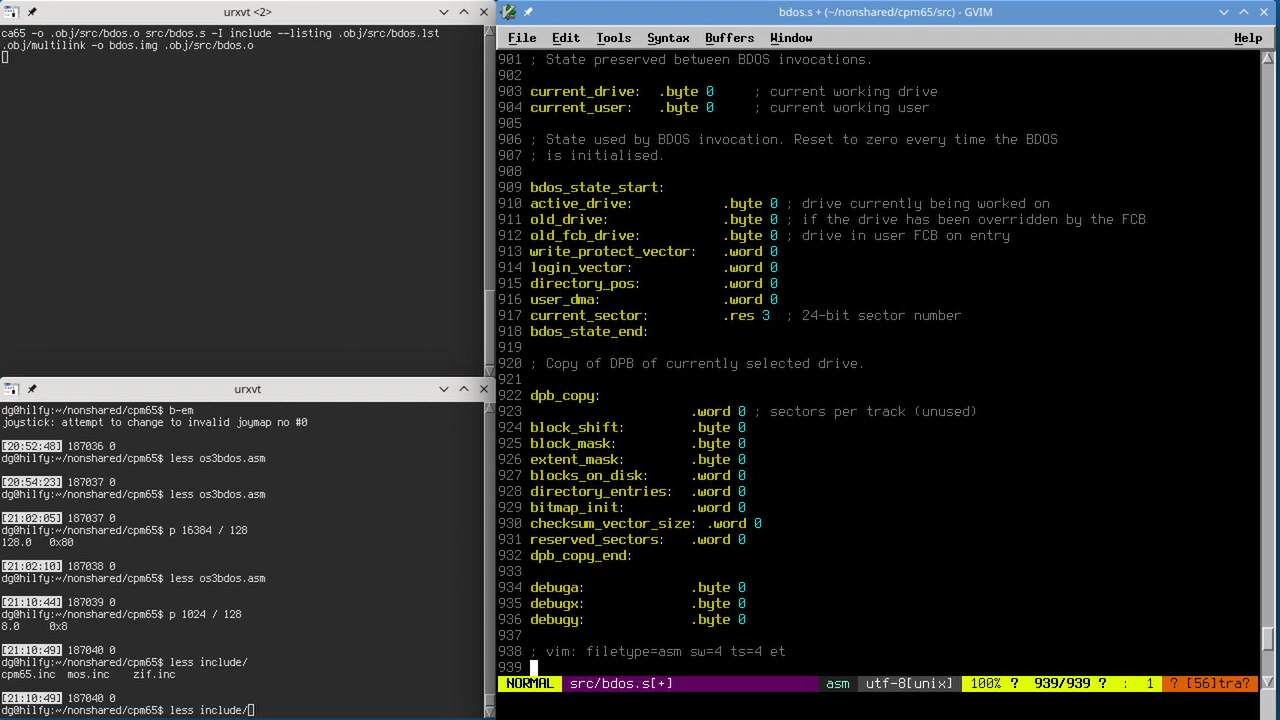 urxvt <2>
ca65 -o .obj/src/bdos.o src/bdos.s -I include --listing .obj/src/bdos.lst
.obj/multilink -o bdos.img .obj/src/bdos.o
urxvt
dg@hilfy:~/nonshared/cpm65$ b-em
joystick: attempt to change to invalid joymap no #0
[20:52:48] 187036 0
dg@hilfy:~/nonshared/cpm65$ less os3bdos.asm
[20:54:23] 187037 0
dg@hilfy:~/nonshared/cpm65$ less os3bdos.asm
[21:02:05] 187037 0
dg@hilfy:~/nonshared/cpm65$ p 16384 / 128
128.0   0x80
[21:02:10] 187038 0
dg@hilfy:~/nonshared/cpm65$ less os3bdos.asm
[21:10:44] 187039 0
dg@hilfy:~/nonshared/cpm65$ p 1024 / 128
8.0     0x8
[21:10:49] 187040 0
dg@hilfy:~/nonshared/cpm65$ less include/
cpm65.inc  mos.inc    zif.inc
[21:10:49] 187040 0
dg@hilfy:~/nonshared/cpm65$ less include/
bdos.s + (~/nonshared/cpm65/src) - GVIM
File Edit Tools Syntax Buffers Window Help
901 ; State preserved between BDOS invocations.
902
903 current_drive:  .byte 0     ; current working drive
904 current_user:   .byte 0     ; current working user
905
906 ; State used by BDOS invocation. Reset to zero every time the BDOS
907 ; is initialised.
908
909 bdos_state_start:
910 active_drive:           .byte 0 ; drive currently being worked on
911 old_drive:              .byte 0 ; if the drive has been overridden by the FCB
912 old_fcb_drive:          .byte 0 ; drive in user FCB on entry
913 write_protect_vector:   .word 0
914 login_vector:           .word 0
915 directory_pos:          .word 0
916 user_dma:               .word 0
917 current_sector:         .res 3  ; 24-bit sector number
918 bdos_state_end:
919
920 ; Copy of DPB of currently selected drive.
921
922 dpb_copy:
923                     .word 0 ; sectors per track (unused)
924 block_shift:        .byte 0
925 block_mask:         .byte 0
926 extent_mask:        .byte 0
927 blocks_on_disk:     .word 0
928 directory_entries:  .word 0
929 bitmap_init:        .word 0
930 checksum_vector_size: .word 0
931 reserved_sectors:   .word 0
932 dpb_copy_end:
933
934 debuga:             .byte 0
935 debugx:             .byte 0
936 debugy:             .byte 0
937
938 ; vim: filetype=asm sw=4 ts=4 et
939
NORMAL src/bdos.s[+] asm utf-8[unix] 100% ? 939/939 ? : 1 ? [56]tra?